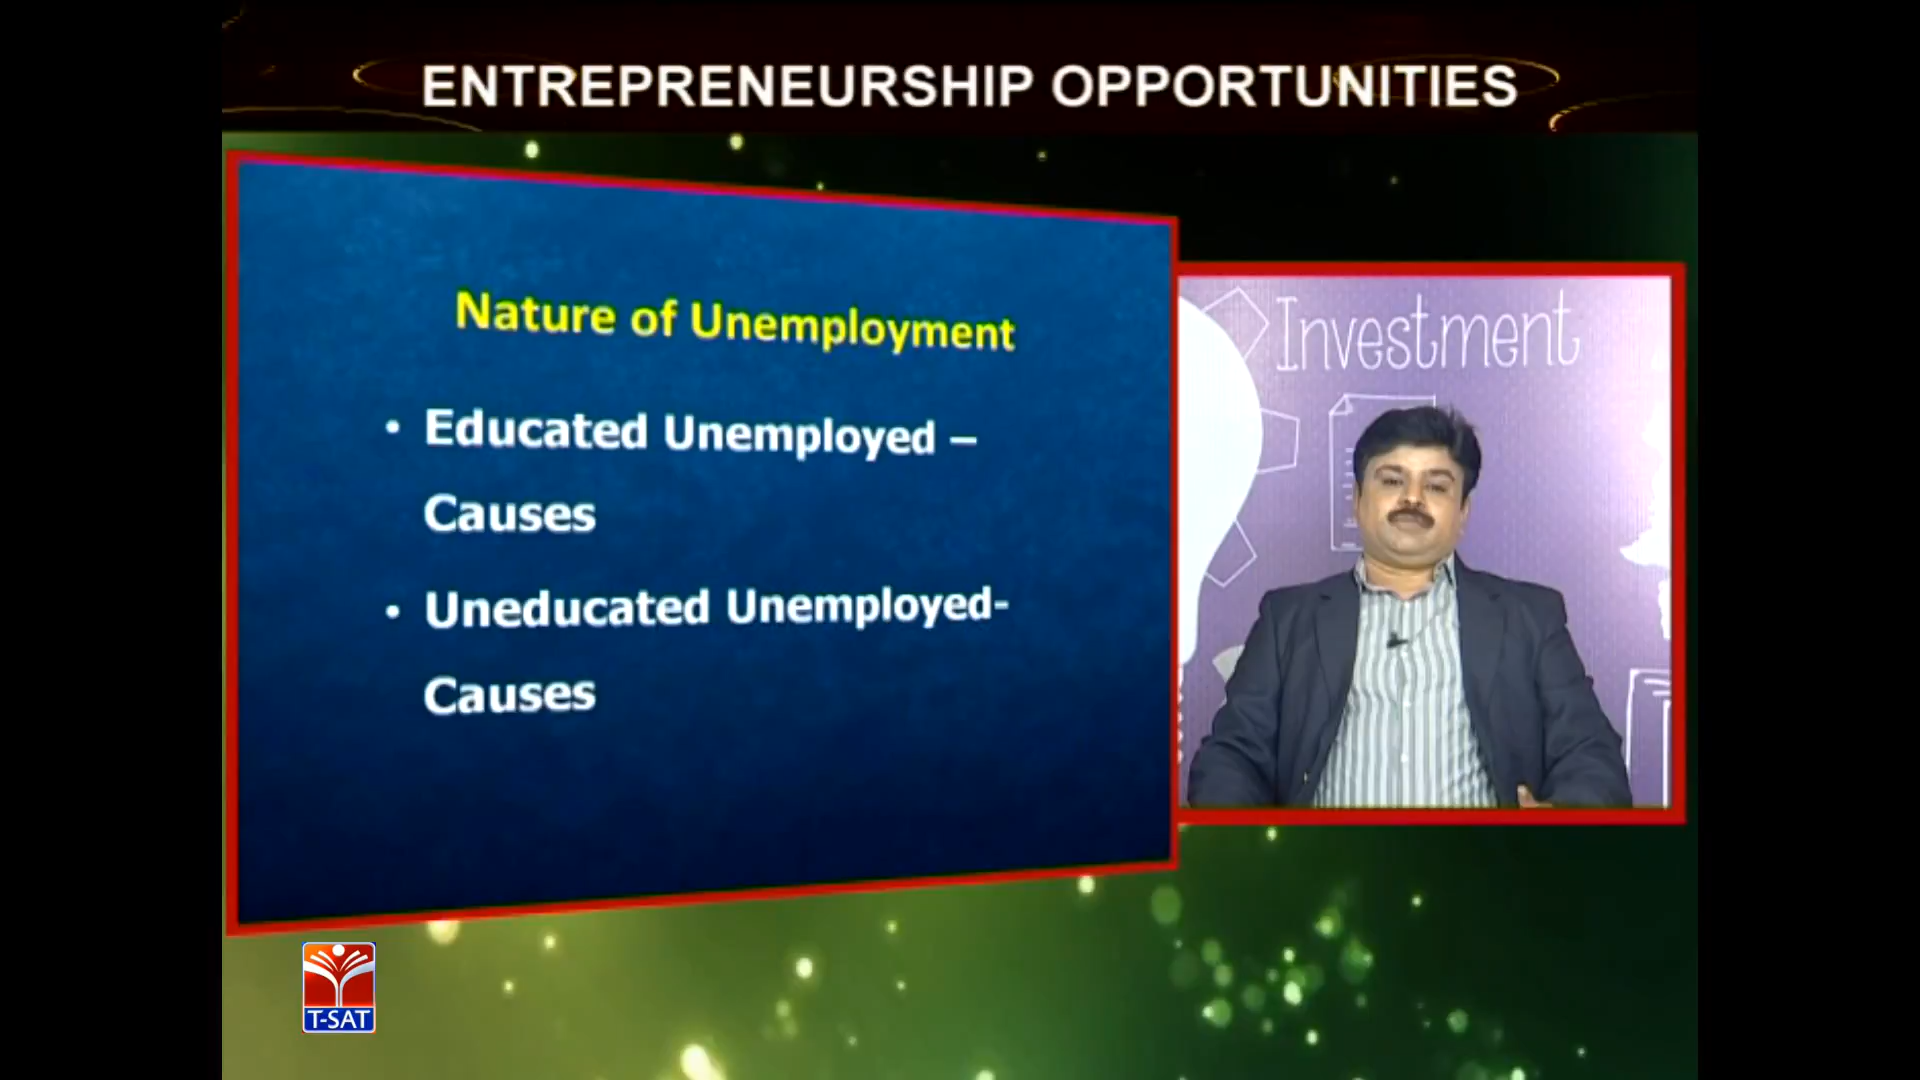 ENTREPRENEURSHIP OPPORTUNITIES
Nature of Unemployment
• Educated Unemployed –
Causes
• Uneducated Unemployed-
Causes
Investment
T-SAT